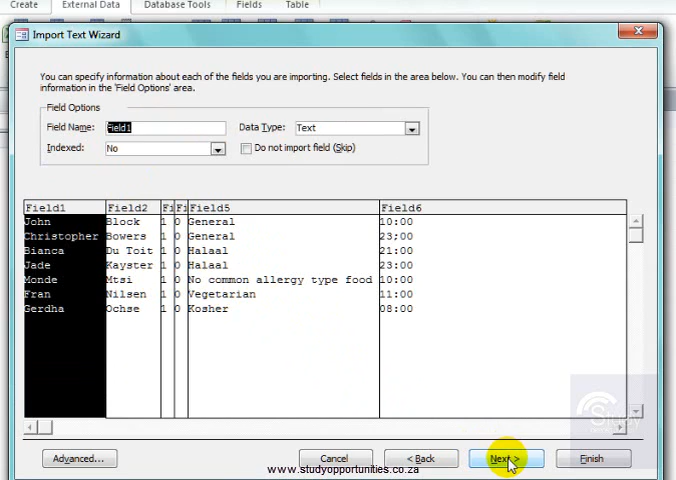 Create External Data Database Tools Fields Table
Import Text Wizard
You can specify information about each of the fields you are importing. Select fields in the area below. You can then modify field
information in the 'Field Options' area.
Field Options
Field Name: Field1 Data Type: Text
Indexed: No Do not import field (Skip)
Field1 Field2 Fi Fi Field5 Field6
John Block 1 0 General 10:00
Christopher Bowers 1 0 General 23;00
Bianca Du Toit 1 0 Halaal 21:00
Jade Kayster 1 0 Halaal 23:00
Monde Mtsi 1 0 No common allergy type food 10:00
Fran Nilsen 1 0 Vegetarian 11:00
Gerdha Ochse 1 0 Kosher 08:00
Study
Advanced... Cancel < Back Next > Finish
www.studyopportunities.co.za